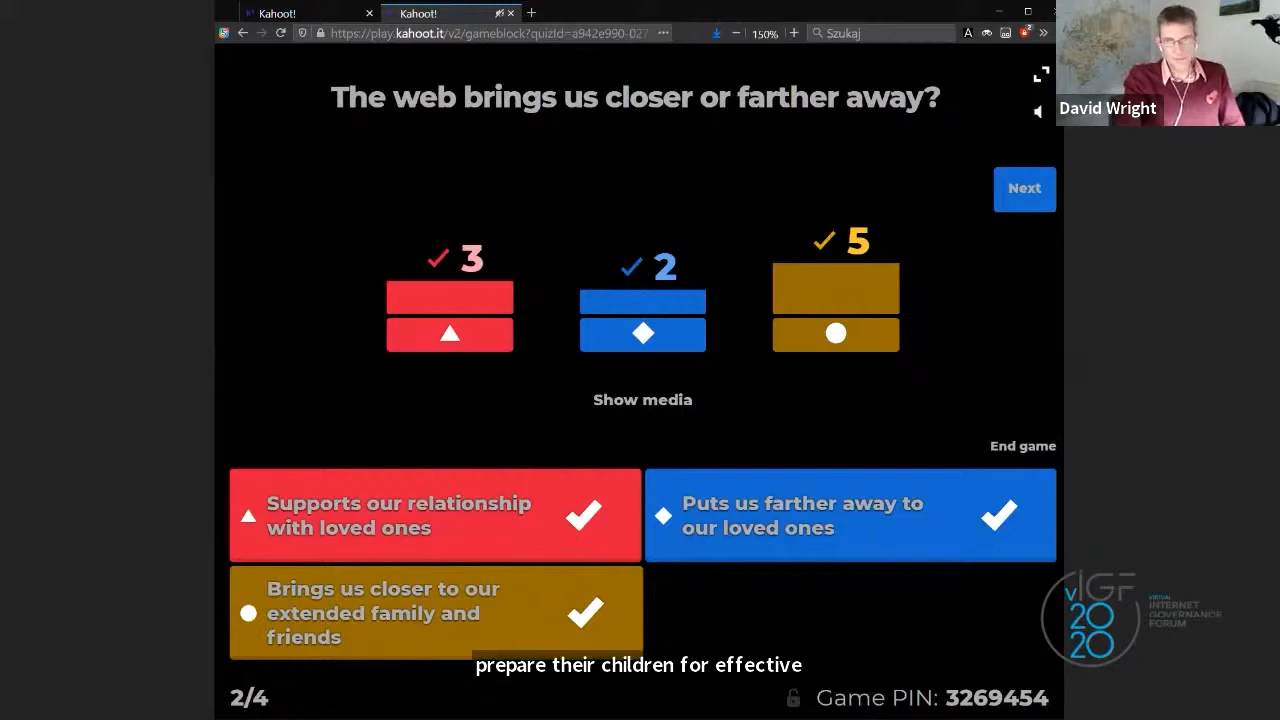 Kahoot!
Kahoot!
https://play.kahoot.it/v2/gameblock?quizId=a942e990-027
150%
Szukaj
The web brings us closer or farther away?
David Wright
Next
3
2
5
Show media
End game
Supports our relationship
with loved ones
Puts us farther away to
our loved ones
Brings us closer to our
extended family and
friends
prepare their children for effective
vIGF
2020
VIRTUAL
INTERNET
GOVERNANCE
FORUM
2/4
Game PIN: 3269454